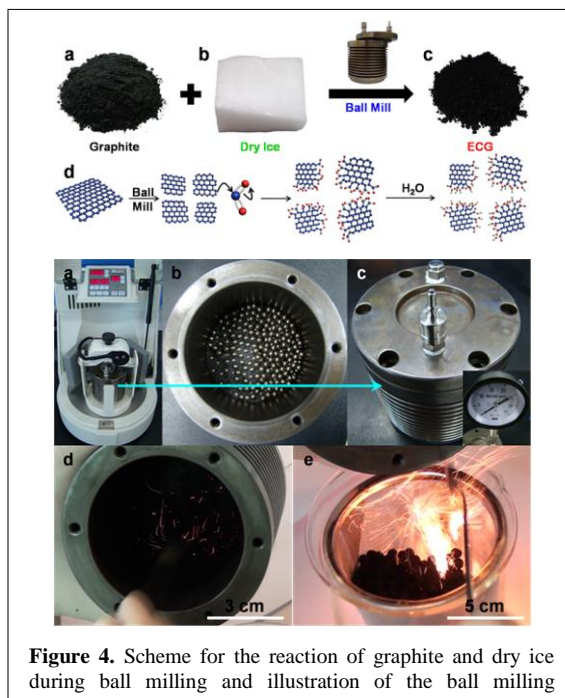 a b c
Graphite Dry Ice Ball Mill ECG
d Ball Mill H₂O
a b c
d e
3 cm 5 cm
Figure 4. Scheme for the reaction of graphite and dry ice
during ball milling and illustration of the ball milling